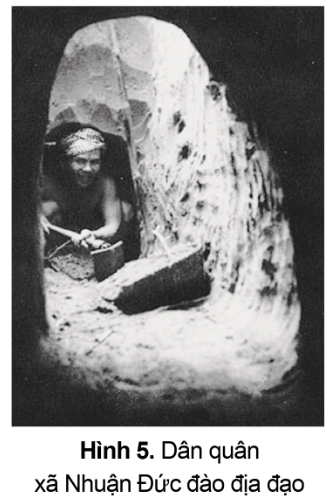 Hình 5. Dân quân
xã Nhuận Đức đào địa đạo